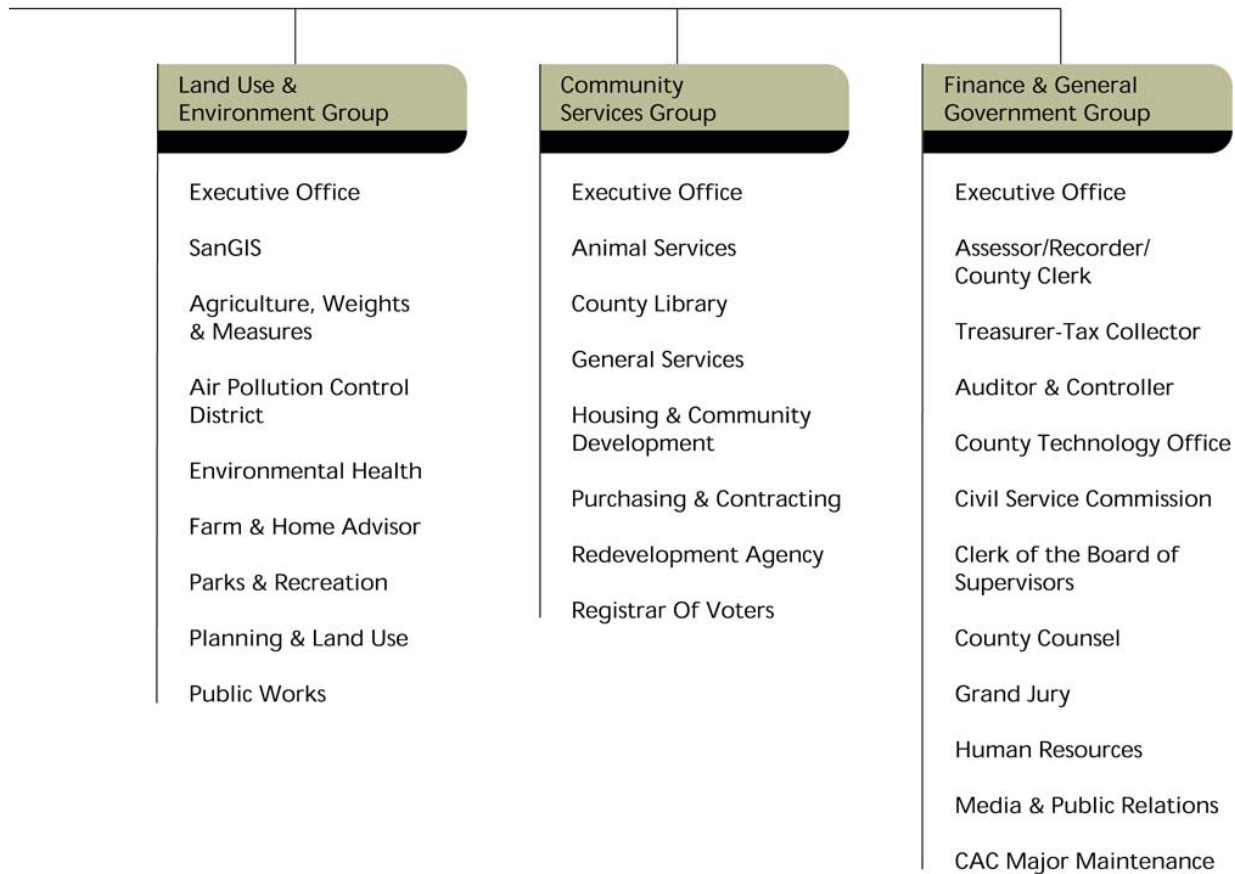 Land Use &
Environment Group
Executive Office
SanGIS
Agriculture, Weights
& Measures
Air Pollution Control
District
Environmental Health
Farm & Home Advisor
Parks & Recreation
Planning & Land Use
Public Works
Community
Services Group
Executive Office
Animal Services
County Library
General Services
Housing & Community
Development
Purchasing & Contracting
Redevelopment Agency
Registrar Of Voters
Finance & General
Government Group
Executive Office
Assessor/Recorder/
County Clerk
Treasurer-Tax Collector
Auditor & Controller
County Technology Office
Civil Service Commission
Clerk of the Board of
Supervisors
County Counsel
Grand Jury
Human Resources
Media & Public Relations
CAC Major Maintenance